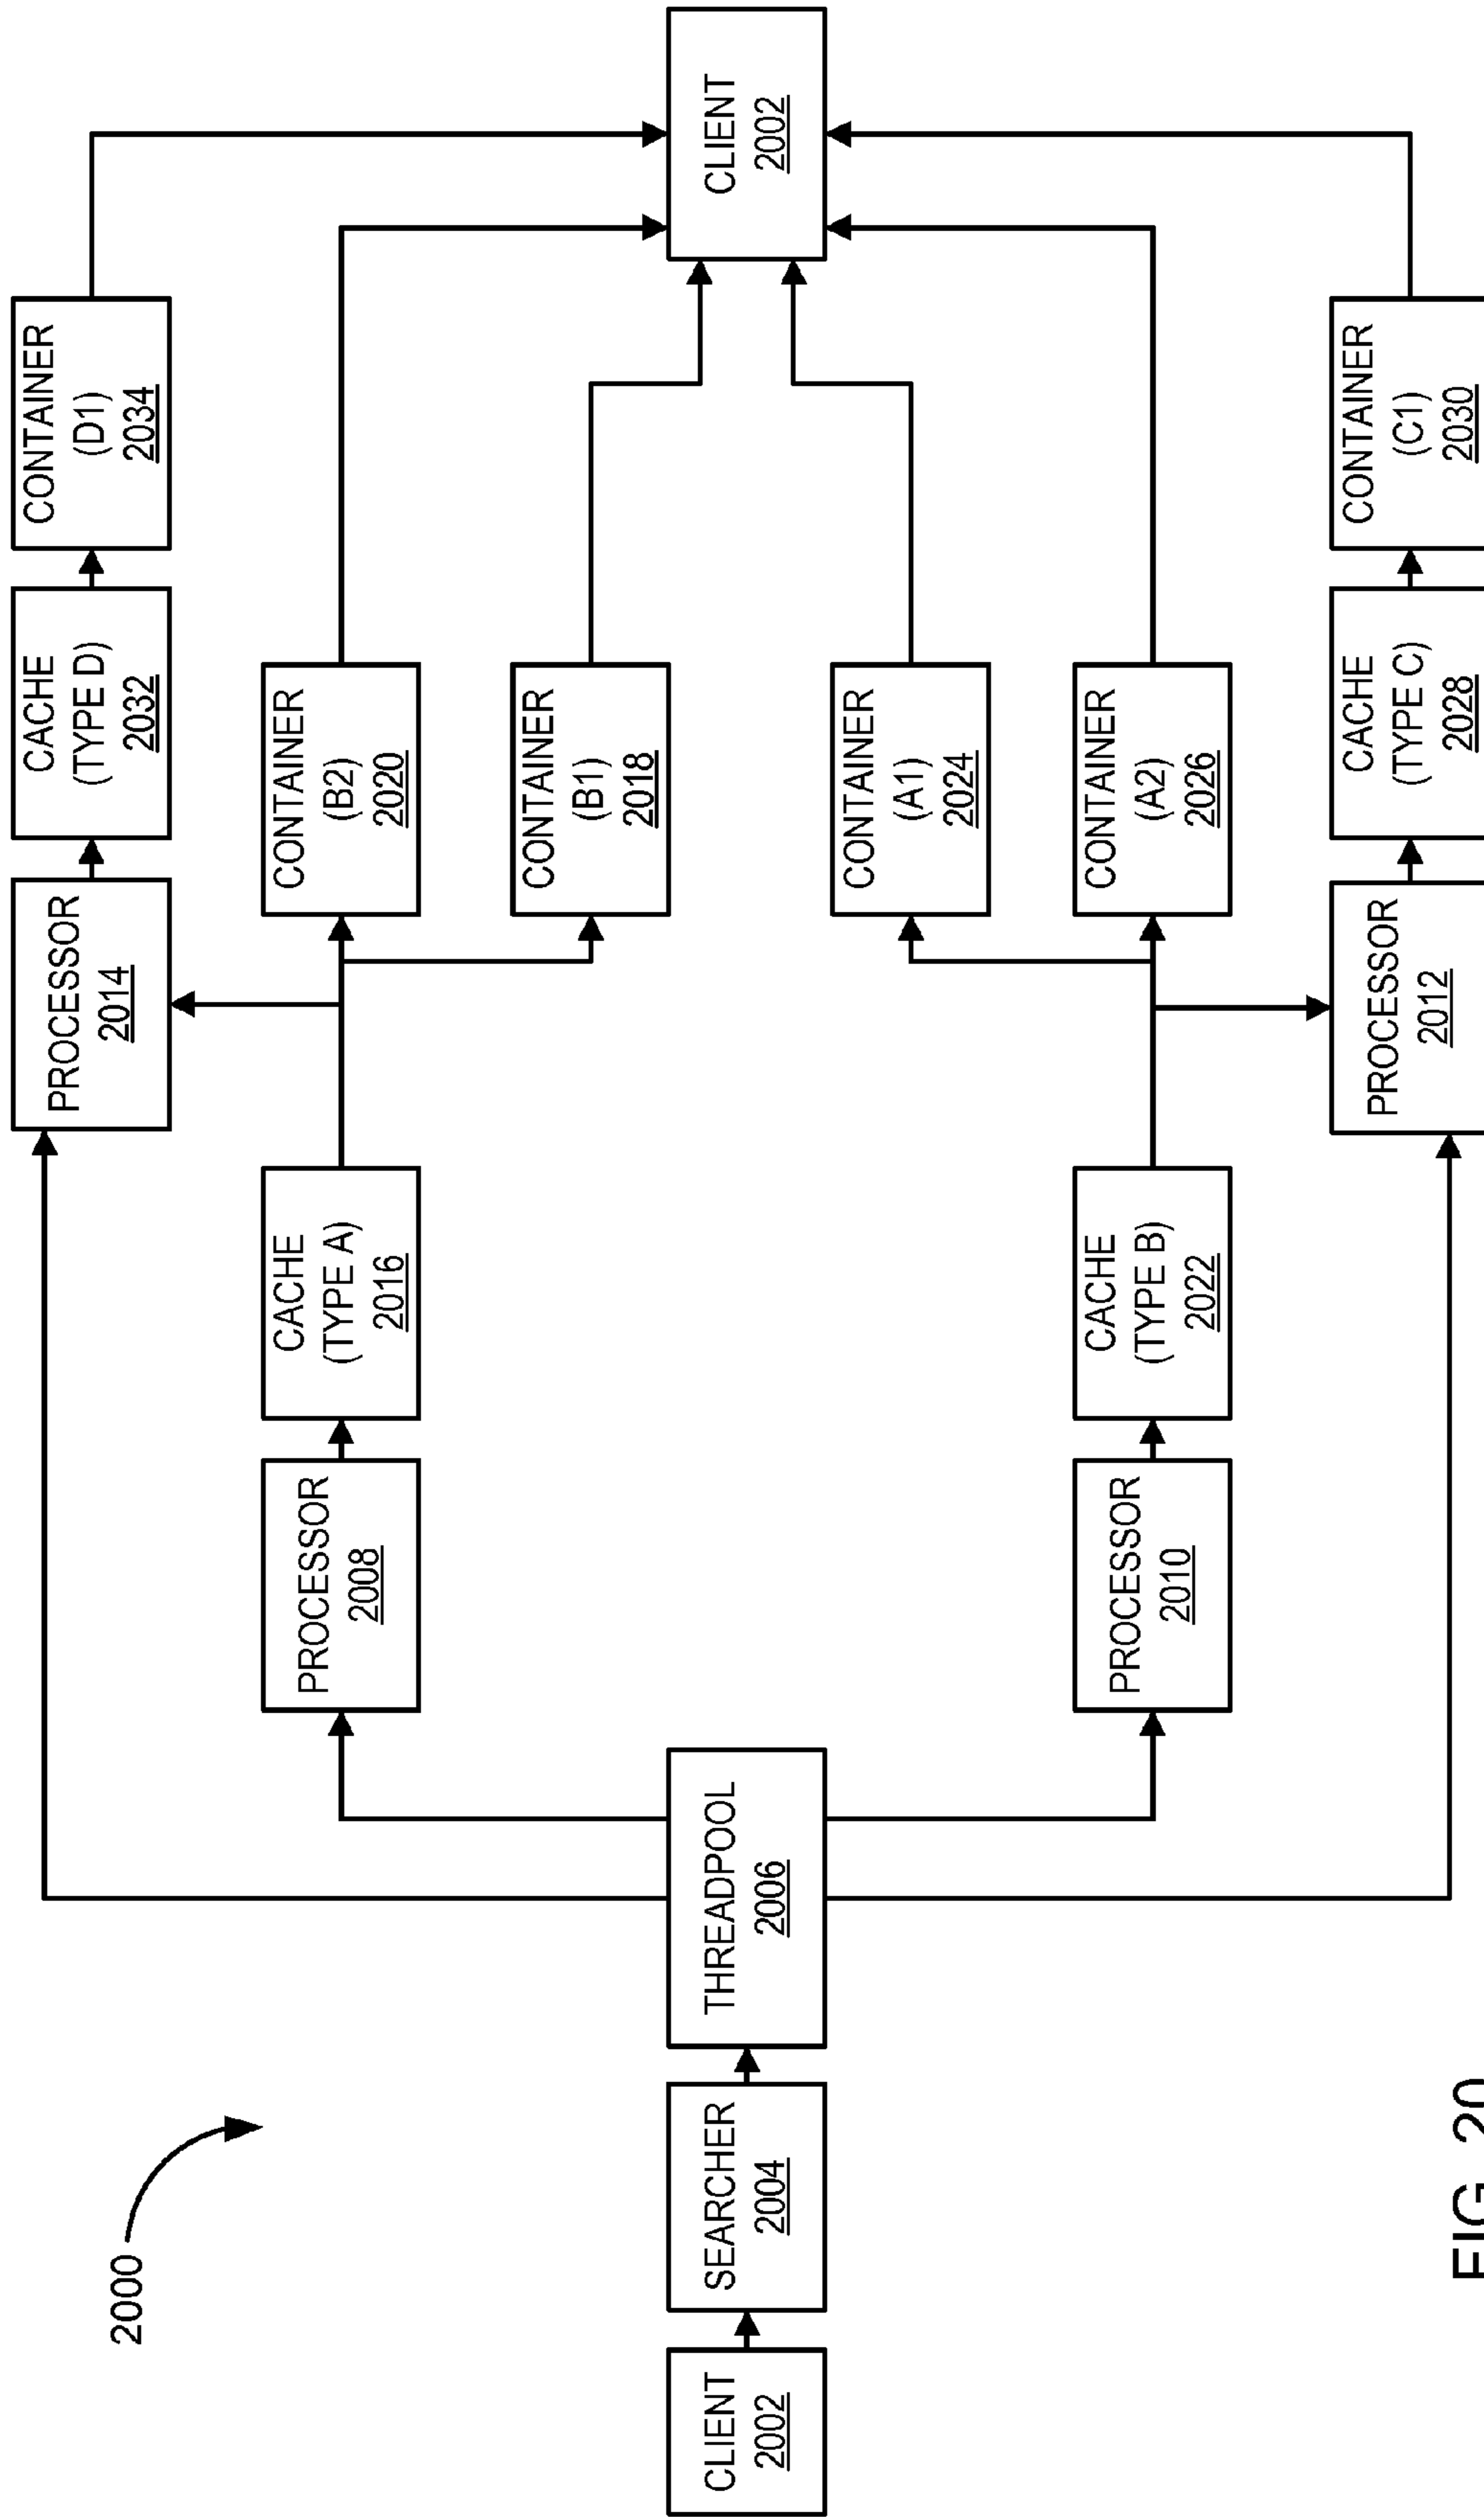 2000
PROCESSOR
2014
CACHE
(TYPE D)
2032
CONTAINER
(D1)
2034
PROCESSOR
2008
CACHE
(TYPE A)
2016
CONTAINER
(B2)
2020
CONTAINER
(B1)
2018
CLIENT
2002
SEARCHER
2004
THREADPOOL
2006
CLIENT
2002
CONTAINER
(A1)
2024
PROCESSOR
2010
CACHE
(TYPE B)
2022
CONTAINER
(A2)
2026
PROCESSOR
2012
CACHE
(TYPE C)
2028
CONTAINER
(C1)
2030
FIG. 20